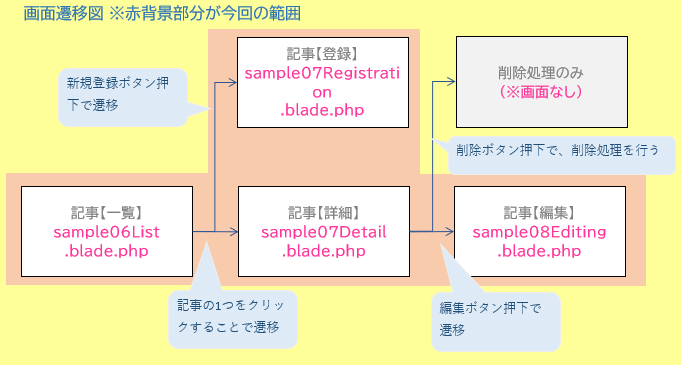 画面遷移図 ※赤背景部分が今回の範囲
記事【登録】
sample07Registrati
on
.blade.php
削除処理のみ
（※画面なし）
新規登録ボタン押
下で遷移
削除ボタン押下で、削除処理を行う
記事【一覧】
sample06List
.blade.php
記事【詳細】
sample07Detail
.blade.php
記事【編集】
sample08Editing
.blade.php
記事の1つをクリッ
クすることで遷移
編集ボタン押下で
遷移